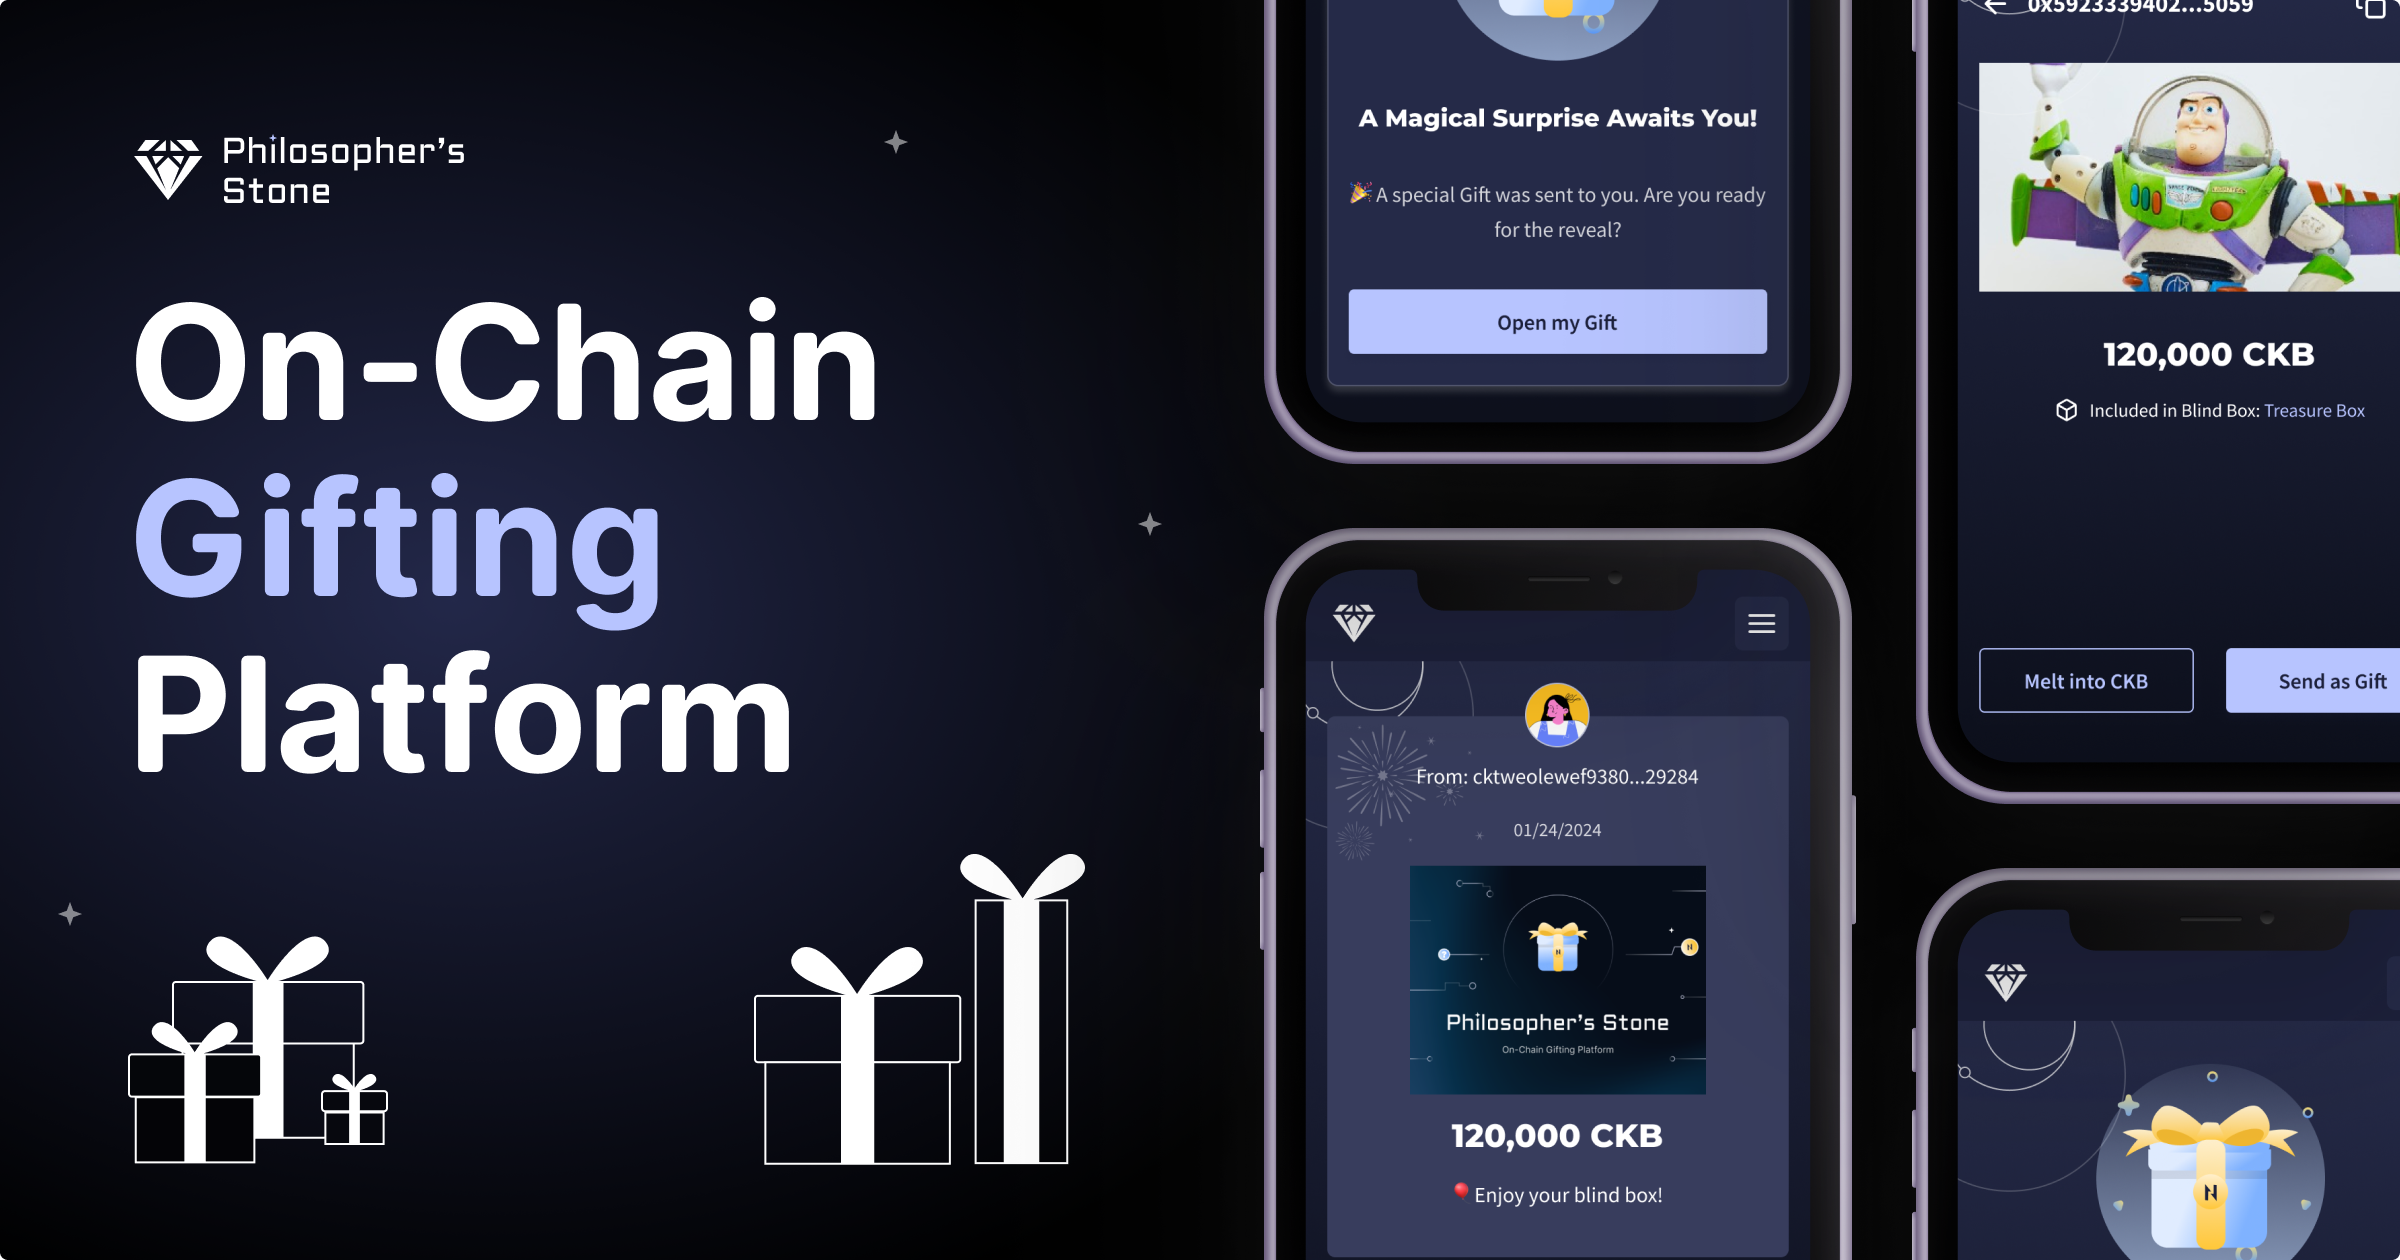 Philosopher's
Stone
On-Chain
Gifting
Platform
A Magical Surprise Awaits You!
🎉 A special Gift was sent to you. Are you ready
for the reveal?
Open my Gift
From: cktweolewef9380...29284
01/24/2024
Philosopher's Stone
On-Chain Gifting Platform
120,000 CKB
🎈 Enjoy your blind box!
0x5923339402...5059
120,000 CKB
Included in Blind Box: Treasure Box
Melt into CKB
Send as Gift